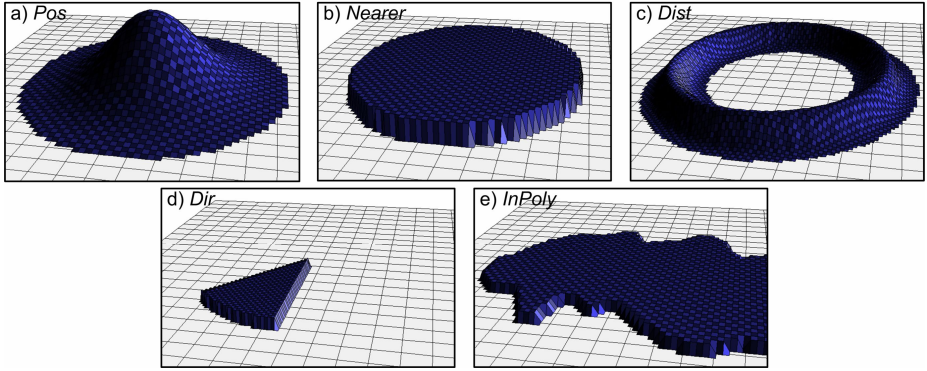 a) Pos
b) Nearer
c) Dist
d) Dir
e) InPoly